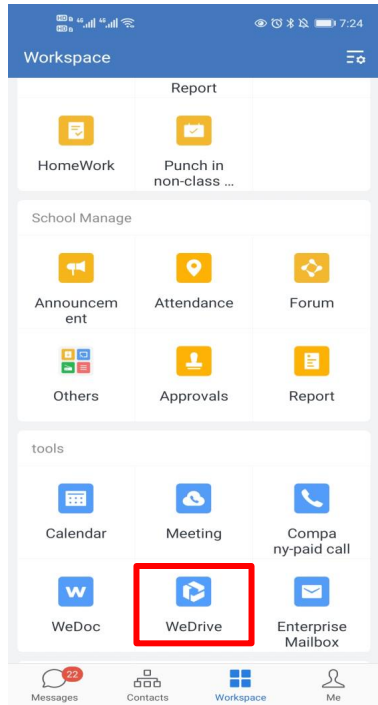 7:24
Workspace
Report
HomeWork
Punch in
non-class ...
School Manage
Announcem
ent
Attendance
Forum
Others
Approvals
Report
tools
Calendar
Meeting
Compa
ny-paid call
WeDoc
WeDrive
Enterprise
Mailbox
22
Messages
Contacts
Workspace
Me